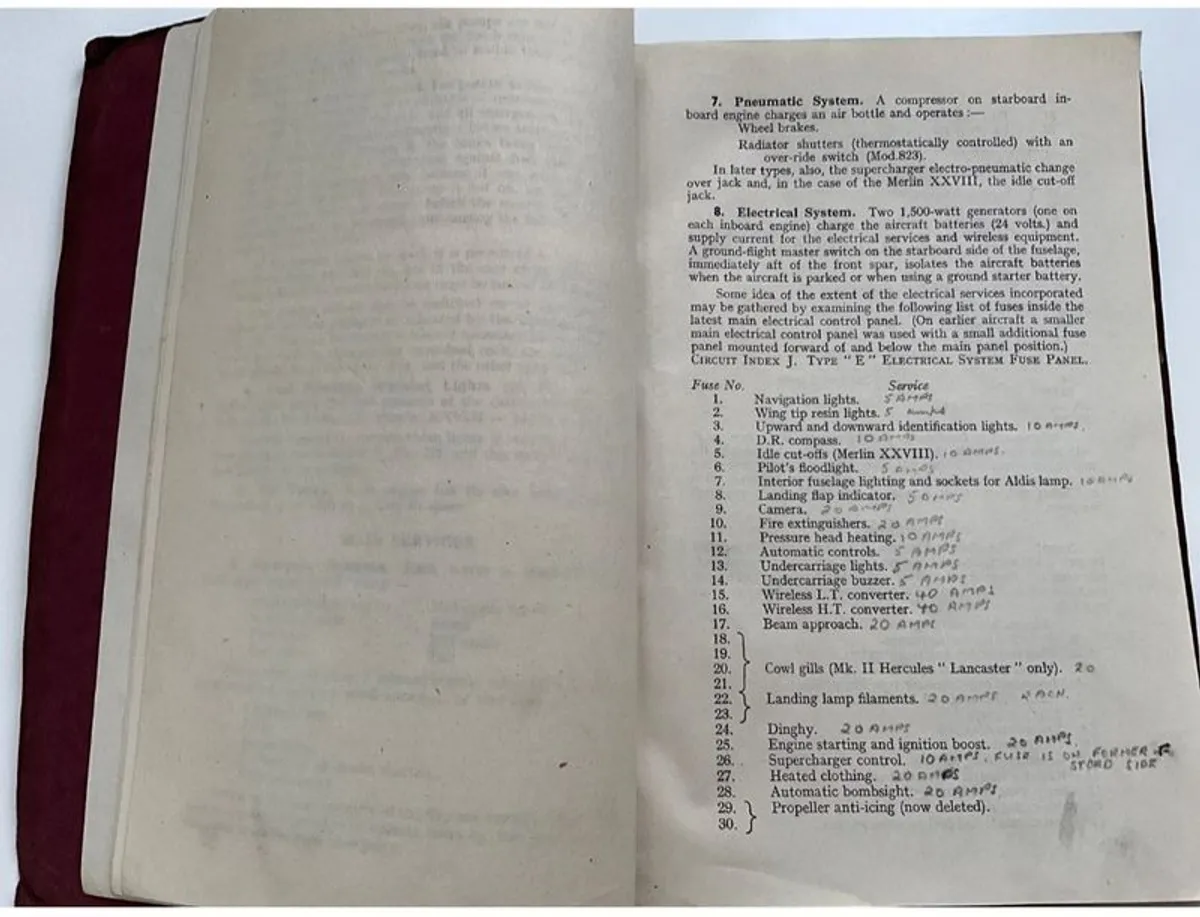 7. Pneumatic System. A compressor on starboard in-
board engine charges an air bottle and operates :—
Wheel brakes.
Radiator shutters (thermostatically controlled) with an
over-ride switch (Mod.823).
In later types, also, the supercharger electro-pneumatic change
over jack and, in the case of the Merlin XXVIII, the idle cut-off
jack.
8. Electrical System. Two 1,500-watt generators (one on
each inboard engine) charge the aircraft batteries (24 volts.) and
supply current for the electrical services and wireless equipment.
A ground-flight master switch on the starboard side of the fuselage,
immediately aft of the front spar, isolates the aircraft batteries
when the aircraft is parked or when using a ground starter battery.
Some idea of the extent of the electrical services incorporated
may be gathered by examining the following list of fuses inside the
latest main electrical control panel. (On earlier aircraft a smaller
main electrical control panel was used with a small additional fuse
panel mounted forward of and below the main panel position.)
CIRCUIT INDEX J. TYPE " E " ELECTRICAL SYSTEM FUSE PANEL.
Fuse No. Service
1. Navigation lights. 5 AMPS
2. Wing tip resin lights. 5
3. Upward and downward identification lights. 10 AMPS.
4. D.R. compass. 10 AMPS
5. Idle cut-offs (Merlin XXVIII). 10 AMPS.
6. Pilot's floodlight. 5 AMPS
7. Interior fuselage lighting and sockets for Aldis lamp. 10 AMPS
8. Landing flap indicator. 5 AMPS
9. Camera. 20 AMPS
10. Fire extinguishers. 20 AMPS
11. Pressure head heating. 10 AMPS
12. Automatic controls. 5 AMPS
13. Undercarriage lights. 5 AMPS
14. Undercarriage buzzer. 5 AMPS
15. Wireless L.T. converter. 40 AMPS
16. Wireless H.T. converter. 40 AMPS
17. Beam approach. 20 AMPS
18.
19.
20. Cowl gills (Mk. II Hercules " Lancaster " only). 20
21.
22. Landing lamp filaments. 20 AMPS EACH.
23.
24. Dinghy. 20 AMPS
25. Engine starting and ignition boost. 20 AMPS.
26. Supercharger control. 10 AMPS. FUSE IS ON FORMER
STBD SIDE
27. Heated clothing. 20 AMPS
28. Automatic bombsight. 20 AMPS
29. Propeller anti-icing (now deleted).
30.